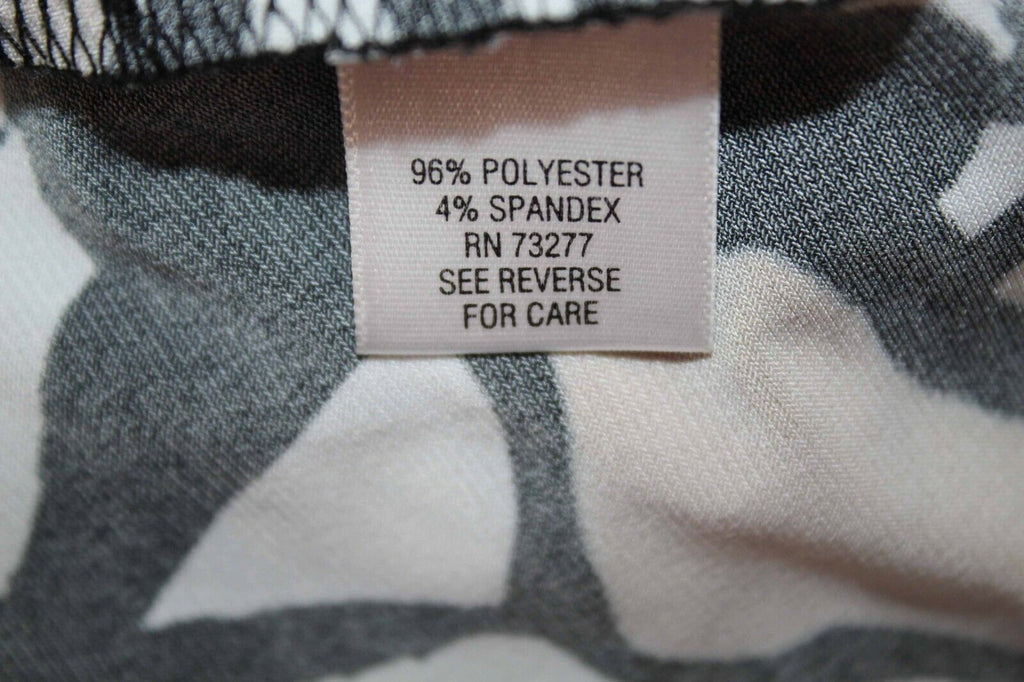 96% POLYESTER
4% SPANDEX
RN 73277
SEE REVERSE
FOR CARE